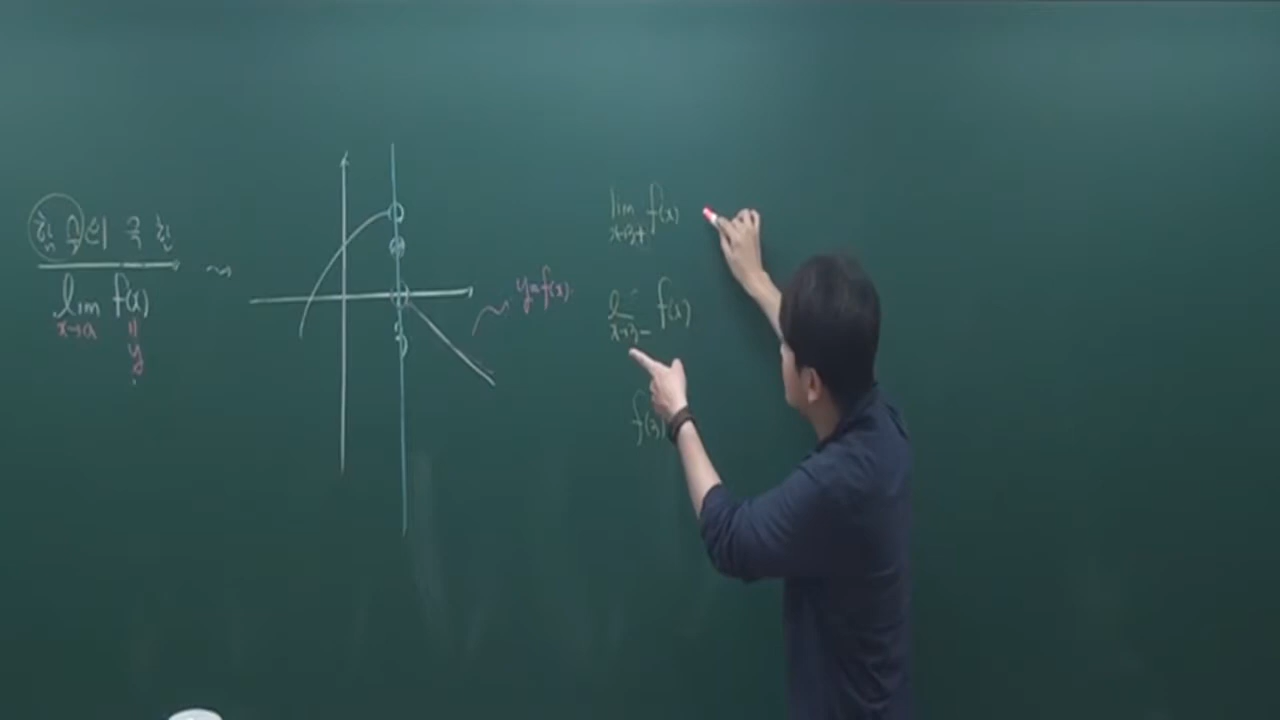 함수의 극한
lim f(x)
x→a
||
y
y=f(x)
lim f(x)
x→3+
lim f(x)
x→3-
f(3)